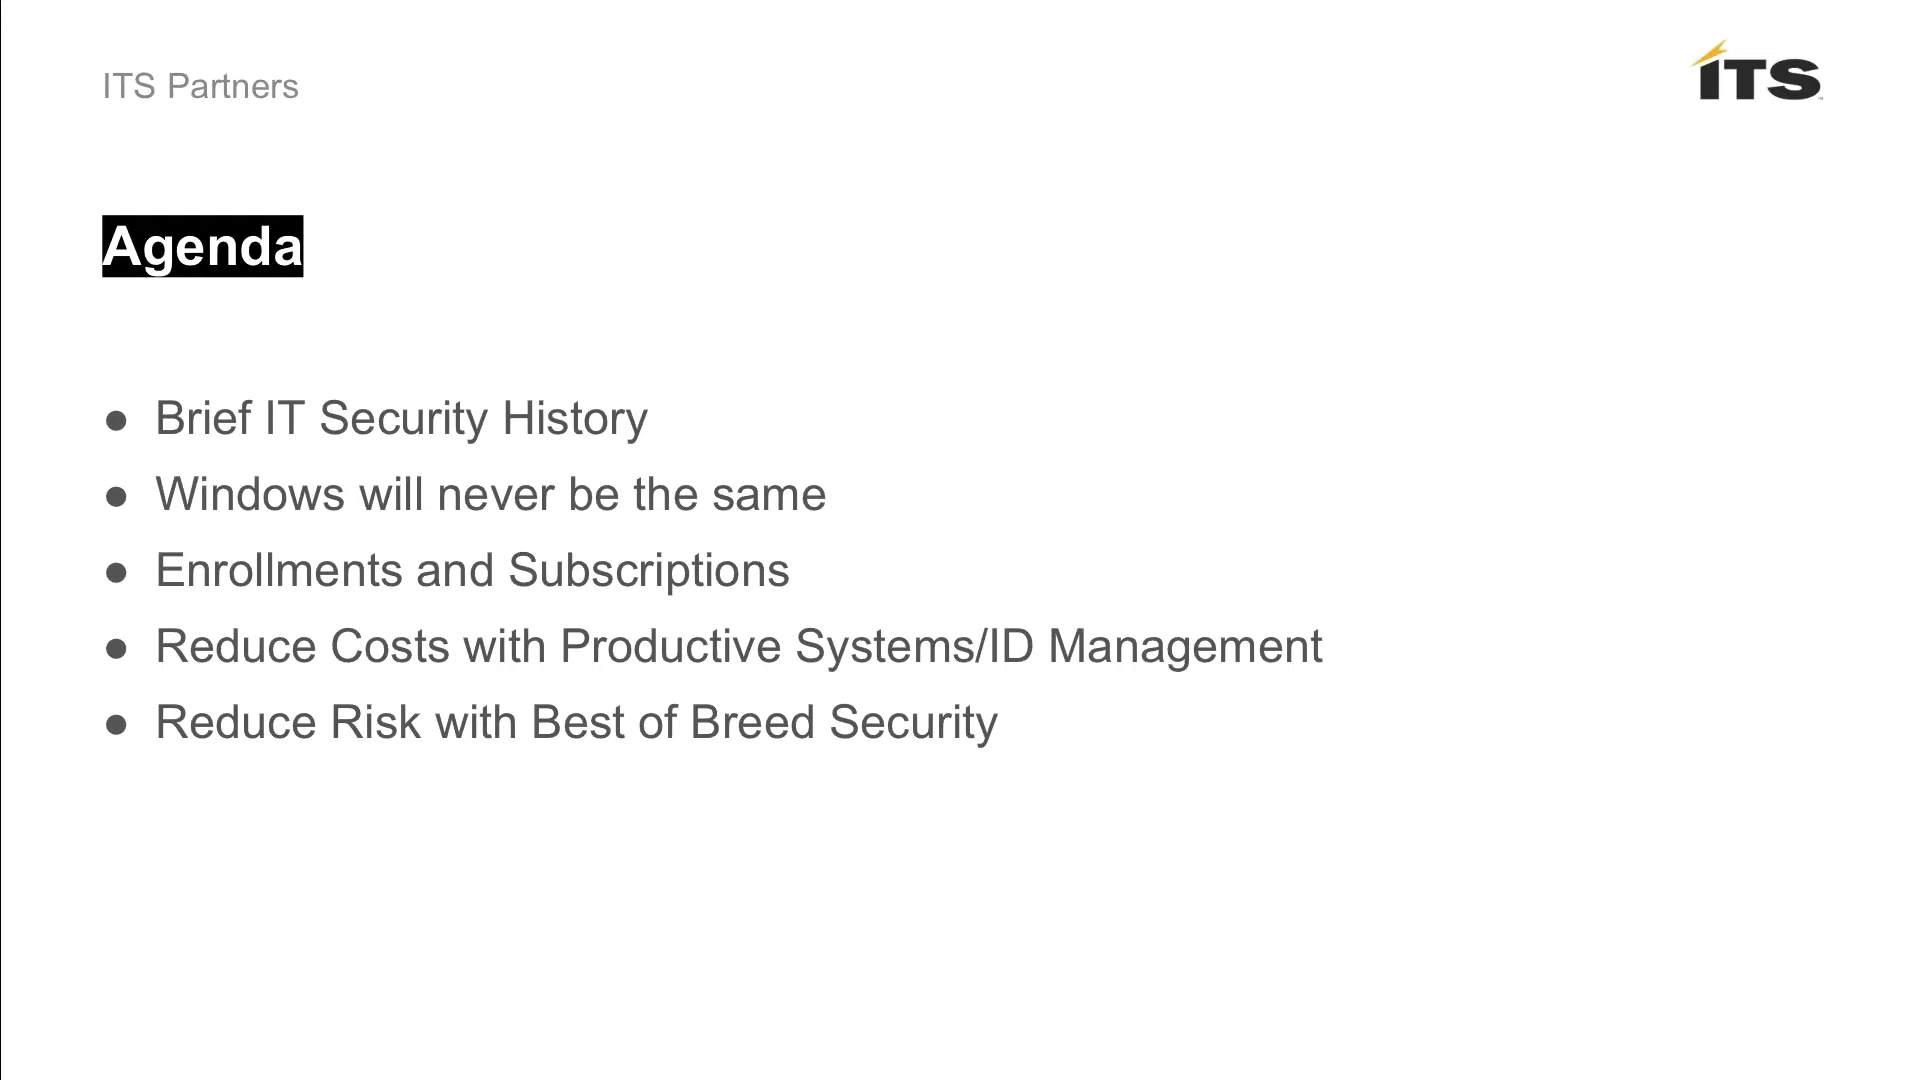 ITS Partners
ITS
Agenda
● Brief IT Security History
● Windows will never be the same
● Enrollments and Subscriptions
● Reduce Costs with Productive Systems/ID Management
● Reduce Risk with Best of Breed Security